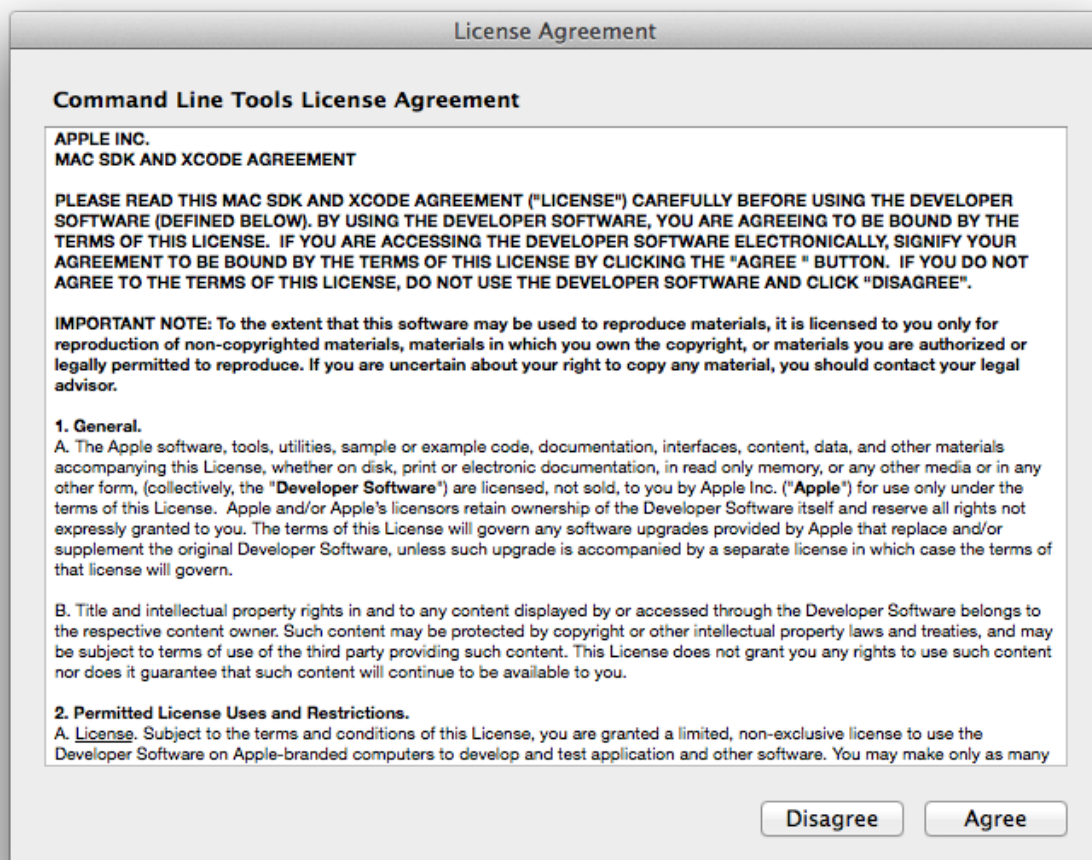 License Agreement
Command Line Tools License Agreement
APPLE INC.
MAC SDK AND XCODE AGREEMENT
PLEASE READ THIS MAC SDK AND XCODE AGREEMENT ("LICENSE") CAREFULLY BEFORE USING THE DEVELOPER
SOFTWARE (DEFINED BELOW). BY USING THE DEVELOPER SOFTWARE, YOU ARE AGREEING TO BE BOUND BY THE
TERMS OF THIS LICENSE.  IF YOU ARE ACCESSING THE DEVELOPER SOFTWARE ELECTRONICALLY, SIGNIFY YOUR
AGREEMENT TO BE BOUND BY THE TERMS OF THIS LICENSE BY CLICKING THE "AGREE " BUTTON.  IF YOU DO NOT
AGREE TO THE TERMS OF THIS LICENSE, DO NOT USE THE DEVELOPER SOFTWARE AND CLICK “DISAGREE”.
IMPORTANT NOTE: To the extent that this software may be used to reproduce materials, it is licensed to you only for
reproduction of non-copyrighted materials, materials in which you own the copyright, or materials you are authorized or
legally permitted to reproduce. If you are uncertain about your right to copy any material, you should contact your legal
advisor.
1. General.
A. The Apple software, tools, utilities, sample or example code, documentation, interfaces, content, data, and other materials
accompanying this License, whether on disk, print or electronic documentation, in read only memory, or any other media or in any
other form, (collectively, the "Developer Software") are licensed, not sold, to you by Apple Inc. ("Apple") for use only under the
terms of this License.  Apple and/or Apple's licensors retain ownership of the Developer Software itself and reserve all rights not
expressly granted to you. The terms of this License will govern any software upgrades provided by Apple that replace and/or
supplement the original Developer Software, unless such upgrade is accompanied by a separate license in which case the terms of
that license will govern.
B. Title and intellectual property rights in and to any content displayed by or accessed through the Developer Software belongs to
the respective content owner. Such content may be protected by copyright or other intellectual property laws and treaties, and may
be subject to terms of use of the third party providing such content. This License does not grant you any rights to use such content
nor does it guarantee that such content will continue to be available to you.
2. Permitted License Uses and Restrictions.
A. License. Subject to the terms and conditions of this License, you are granted a limited, non-exclusive license to use the
Developer Software on Apple-branded computers to develop and test application and other software. You may make only as many
Disagree
Agree